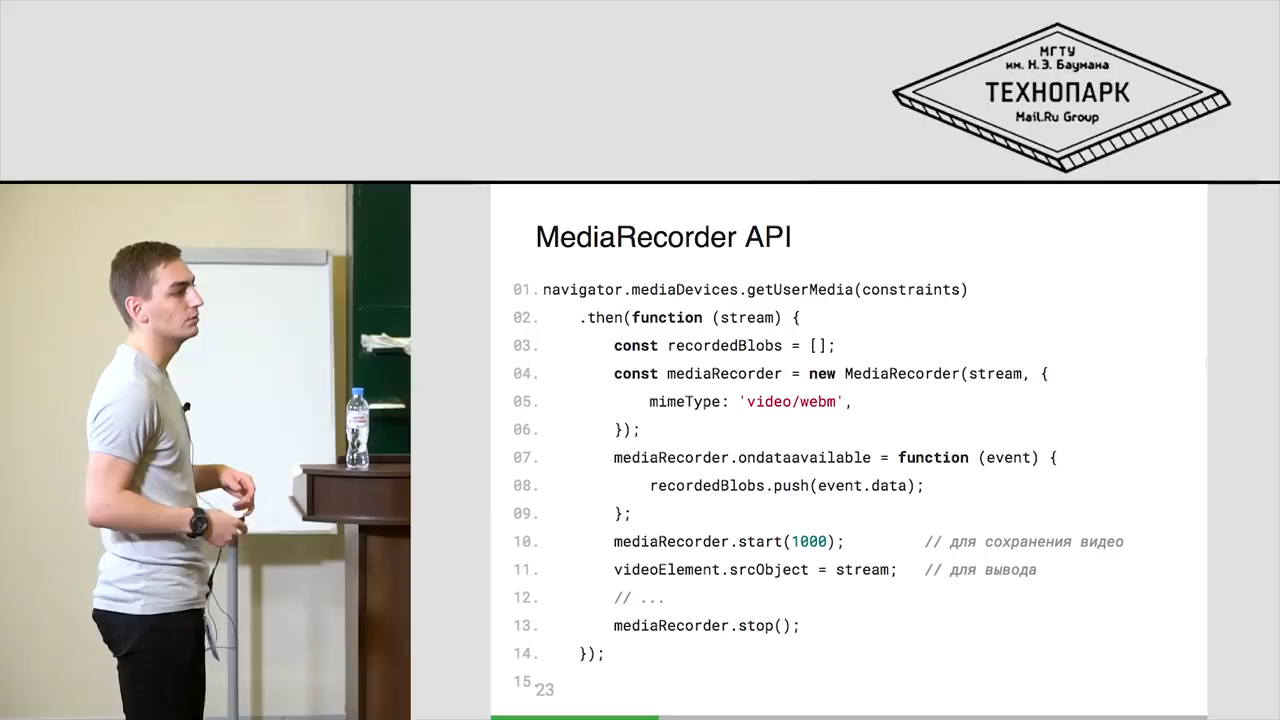 МГТУ
им. Н.Э. Баумана
ТЕХНОПАРК
Mail.Ru Group
MediaRecorder API
01. navigator.mediaDevices.getUserMedia(constraints)
02. .then(function (stream) {
03. const recordedBlobs = [];
04. const mediaRecorder = new MediaRecorder(stream, {
05. mimeType: 'video/webm',
06. });
07. mediaRecorder.ondataavailable = function (event) {
08. recordedBlobs.push(event.data);
09. };
10. mediaRecorder.start(1000); // для сохранения видео
11. videoElement.srcObject = stream; // для вывода
12. // ...
13. mediaRecorder.stop();
14. });
15.
23